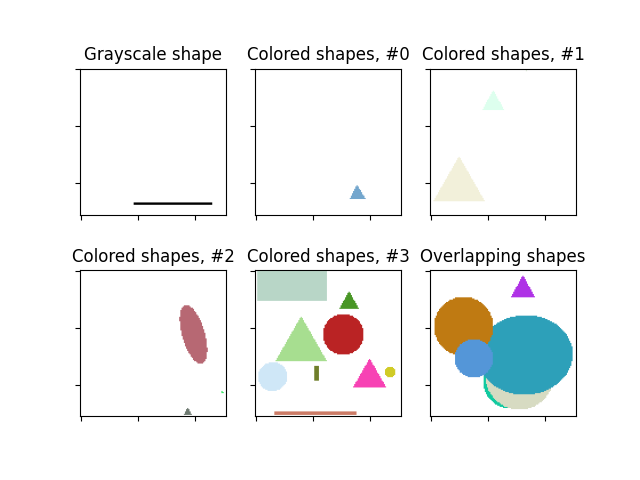 Grayscale shape
Colored shapes, #0
Colored shapes, #1
Colored shapes, #2
Colored shapes, #3
Overlapping shapes